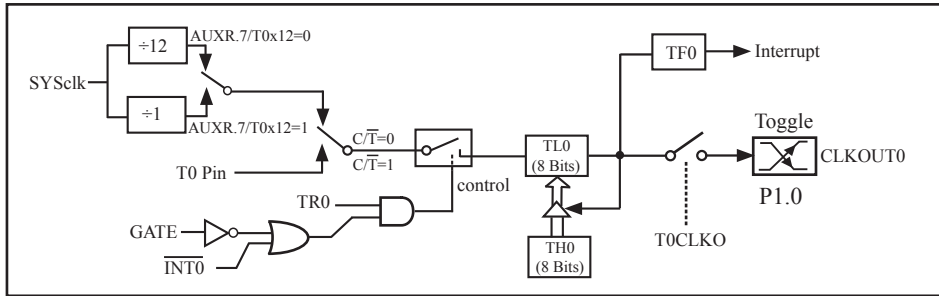 ÷12
AUXR.7/T0x12=0
SYSclk
÷1
AUXR.7/T0x12=1
T0 Pin
C/T̅=0
C/T̅=1
control
TR0
GATE
I̅N̅T̅0̅
TL0
(8 Bits)
TH0
(8 Bits)
TF0
Interrupt
Toggle
CLKOUT0
P1.0
T0CLKO